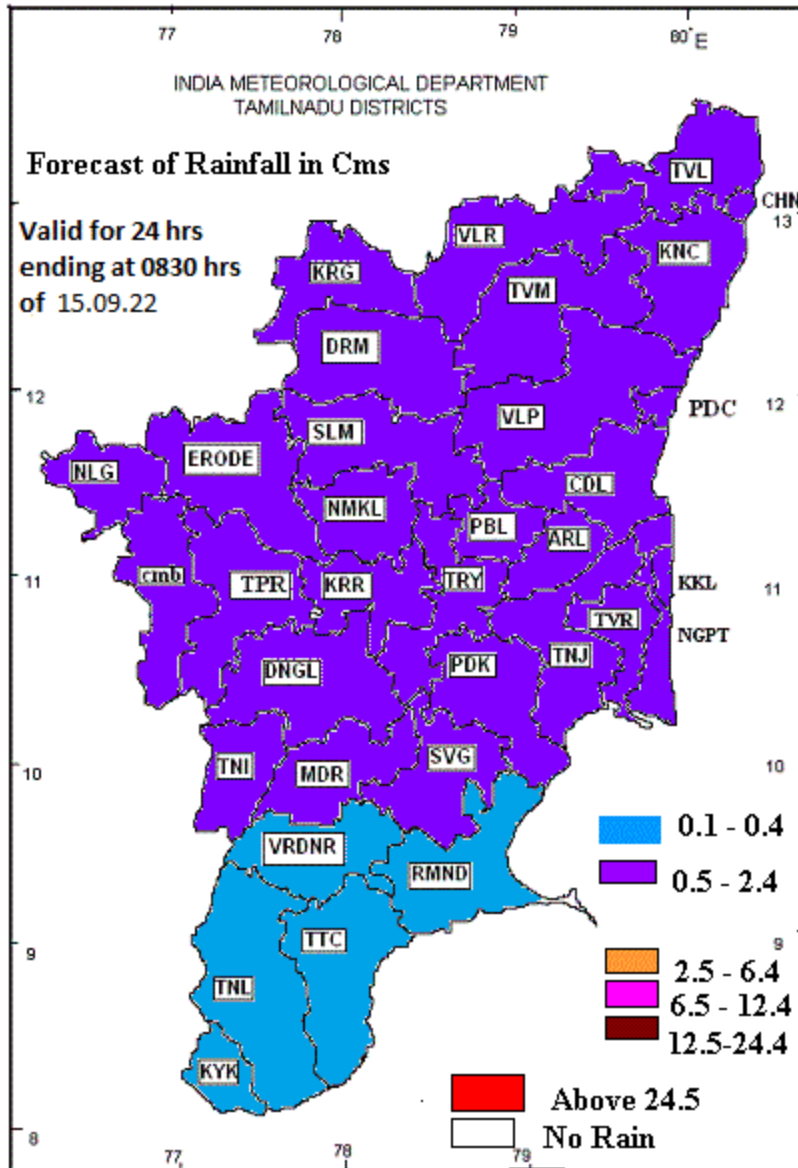 77 78 79 80°E
INDIA METEOROLOGICAL DEPARTMENT
TAMILNADU DISTRICTS
Forecast of Rainfall in Cms
TVL
CHN
13
Valid for 24 hrs
ending at 0830 hrs
of 15.09.22
VLR
KNC
KRG
TVM
DRM
12
12
PDC
VLP
SLM
ERODE
NLG
CDL
NMKL
PBL
ARL
11
cmb
TPR
KRR
TRY
KKL
11
TVR
NGPT
TNJ
DNGL
PDK
10
TNI
MDR
SVG
10
0.1 - 0.4
VRDNR
RMND
0.5 - 2.4
9
TTC
9
2.5 - 6.4
TNL
6.5 - 12.4
12.5-24.4
KYK
Above 24.5
8
No Rain
77 78 79